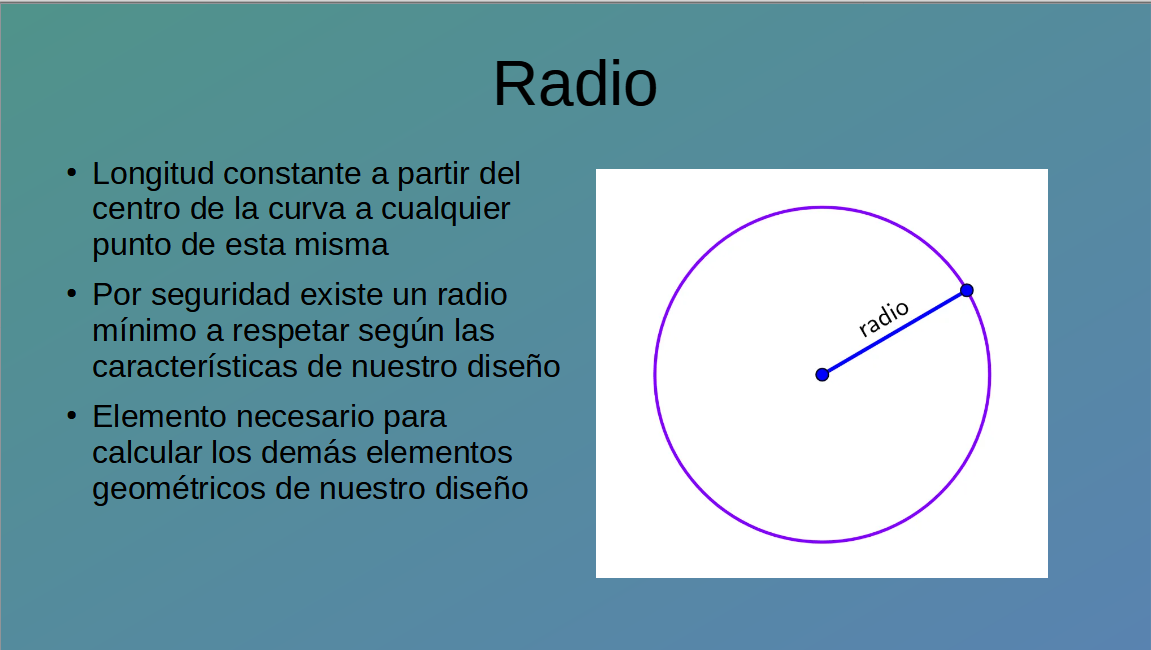 Radio
• Longitud constante a partir del
centro de la curva a cualquier
punto de esta misma
• Por seguridad existe un radio
mínimo a respetar según las
características de nuestro diseño
• Elemento necesario para
calcular los demás elementos
geométricos de nuestro diseño
radio